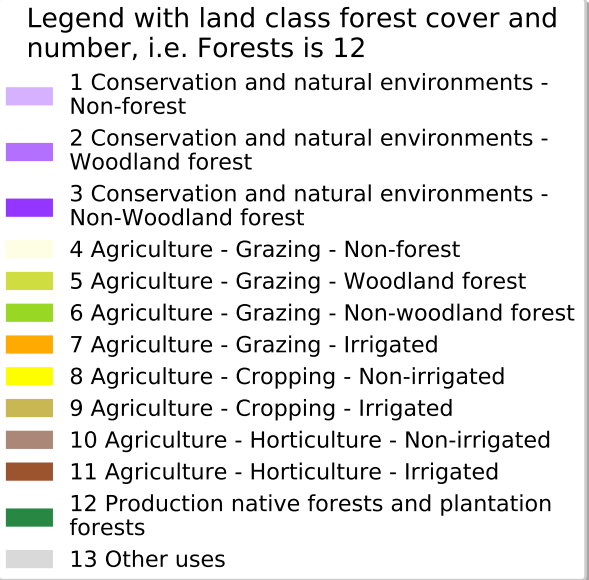 Legend with land class forest cover and
number, i.e. Forests is 12
1 Conservation and natural environments -
Non-forest
2 Conservation and natural environments -
Woodland forest
3 Conservation and natural environments -
Non-Woodland forest
4 Agriculture - Grazing - Non-forest
5 Agriculture - Grazing - Woodland forest
6 Agriculture - Grazing - Non-woodland forest
7 Agriculture - Grazing - Irrigated
8 Agriculture - Cropping - Non-irrigated
9 Agriculture - Cropping - Irrigated
10 Agriculture - Horticulture - Non-irrigated
11 Agriculture - Horticulture - Irrigated
12 Production native forests and plantation
forests
13 Other uses